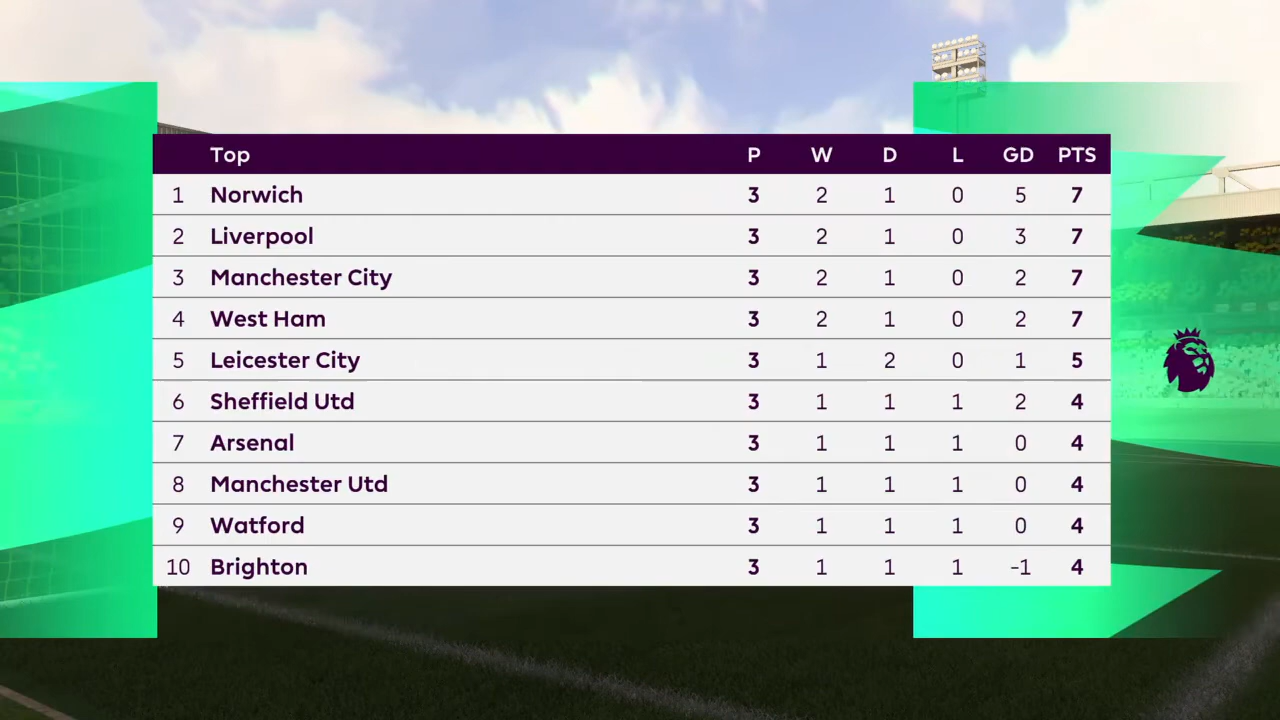 Top P W D L GD PTS
1 Norwich 3 2 1 0 5 7
2 Liverpool 3 2 1 0 3 7
3 Manchester City 3 2 1 0 2 7
4 West Ham 3 2 1 0 2 7
5 Leicester City 3 1 2 0 1 5
6 Sheffield Utd 3 1 1 1 2 4
7 Arsenal 3 1 1 1 0 4
8 Manchester Utd 3 1 1 1 0 4
9 Watford 3 1 1 1 0 4
10 Brighton 3 1 1 1 -1 4